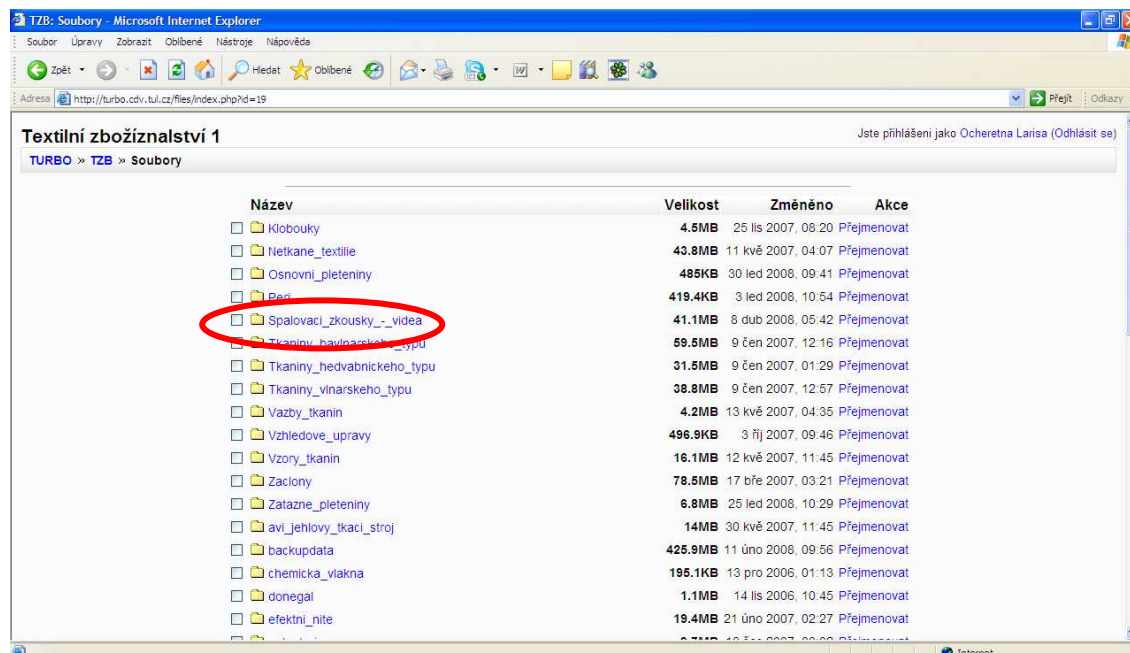 TZB: Soubory - Microsoft Internet Explorer
Soubor Úpravy Zobrazit Oblíbené Nástroje Nápověda
Zpět Hledat Oblíbené
Adresa http://turbo.cdv.tul.cz/files/index.php?id=19 Přejít Odkazy
Textilní zbožíznalství 1 Jste přihlášeni jako Ocheretna Larisa (Odhlásit se)
TURBO » TZB » Soubory
Název Velikost Změněno Akce
Klobouky 4.5MB 25 lis 2007, 08:20 Přejmenovat
Netkane_textilie 43.8MB 11 kvě 2007, 04:07 Přejmenovat
Osnovni_pleteniny 485KB 30 led 2008, 09:41 Přejmenovat
Peri 419.4KB 3 led 2008, 10:54 Přejmenovat
Spalovaci_zkousky_-_videa 41.1MB 8 dub 2008, 05:42 Přejmenovat
Tkaniny_bavlnarskeho_typu 59.5MB 9 čen 2007, 12:16 Přejmenovat
Tkaniny_hedvabnickeho_typu 31.5MB 9 čen 2007, 01:29 Přejmenovat
Tkaniny_vlnarskeho_typu 38.8MB 9 čen 2007, 12:57 Přejmenovat
Vazby_tkanin 4.2MB 13 kvě 2007, 04:35 Přejmenovat
Vzhledove_upravy 496.9KB 3 říj 2007, 09:46 Přejmenovat
Vzory_tkanin 16.1MB 12 kvě 2007, 11:45 Přejmenovat
Zaclony 78.5MB 17 bře 2007, 03:21 Přejmenovat
Zatazne_pleteniny 6.8MB 25 led 2008, 10:29 Přejmenovat
avi_jehlovy_tkaci_stroj 14MB 30 kvě 2007, 11:45 Přejmenovat
backupdata 425.9MB 11 úno 2008, 09:56 Přejmenovat
chemicka_vlakna 195.1KB 13 pro 2006, 01:13 Přejmenovat
donegal 1.1MB 14 lis 2006, 10:45 Přejmenovat
efektni_nite 19.4MB 21 úno 2007, 02:27 Přejmenovat
Internet